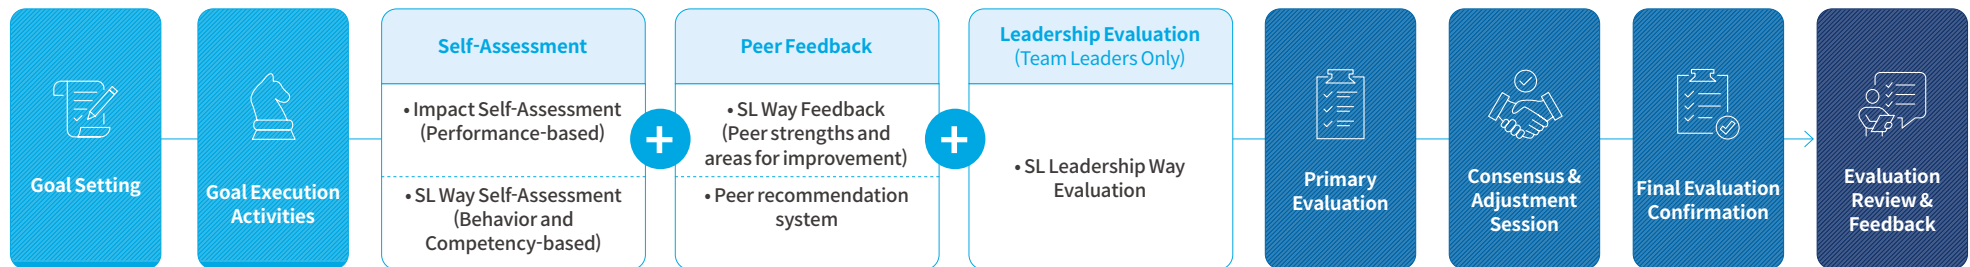 Goal Setting
Goal Execution
Activities
Self-Assessment
• Impact Self-Assessment
(Performance-based)
• SL Way Self-Assessment
(Behavior and
Competency-based)
+
Peer Feedback
• SL Way Feedback
(Peer strengths and
areas for improvement)
• Peer recommendation
system
+
Leadership Evaluation
(Team Leaders Only)
• SL Leadership Way
Evaluation
Primary
Evaluation
Consensus &
Adjustment
Session
Final Evaluation
Confirmation
Evaluation
Review &
Feedback